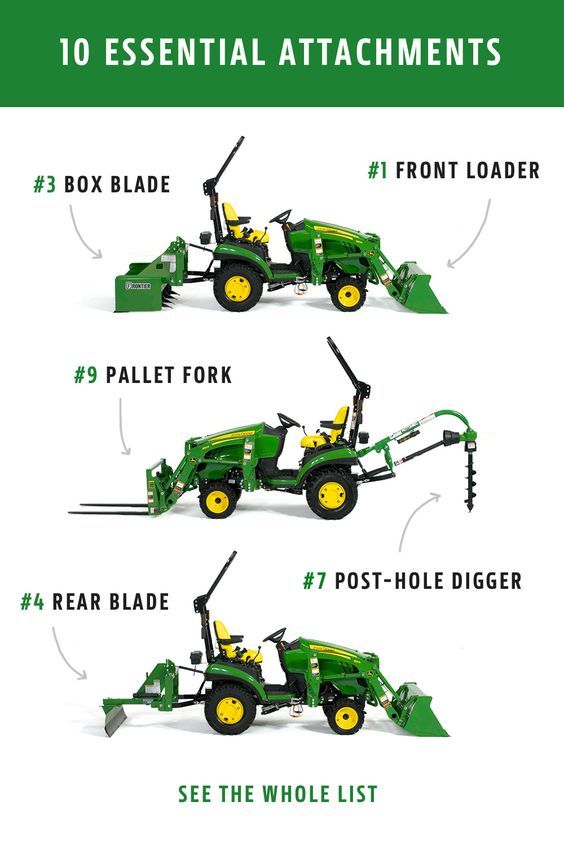 10 ESSENTIAL ATTACHMENTS
#3 BOX BLADE
#1 FRONT LOADER
FRONTIER
#9 PALLET FORK
#7 POST-HOLE DIGGER
#4 REAR BLADE
SEE THE WHOLE LIST